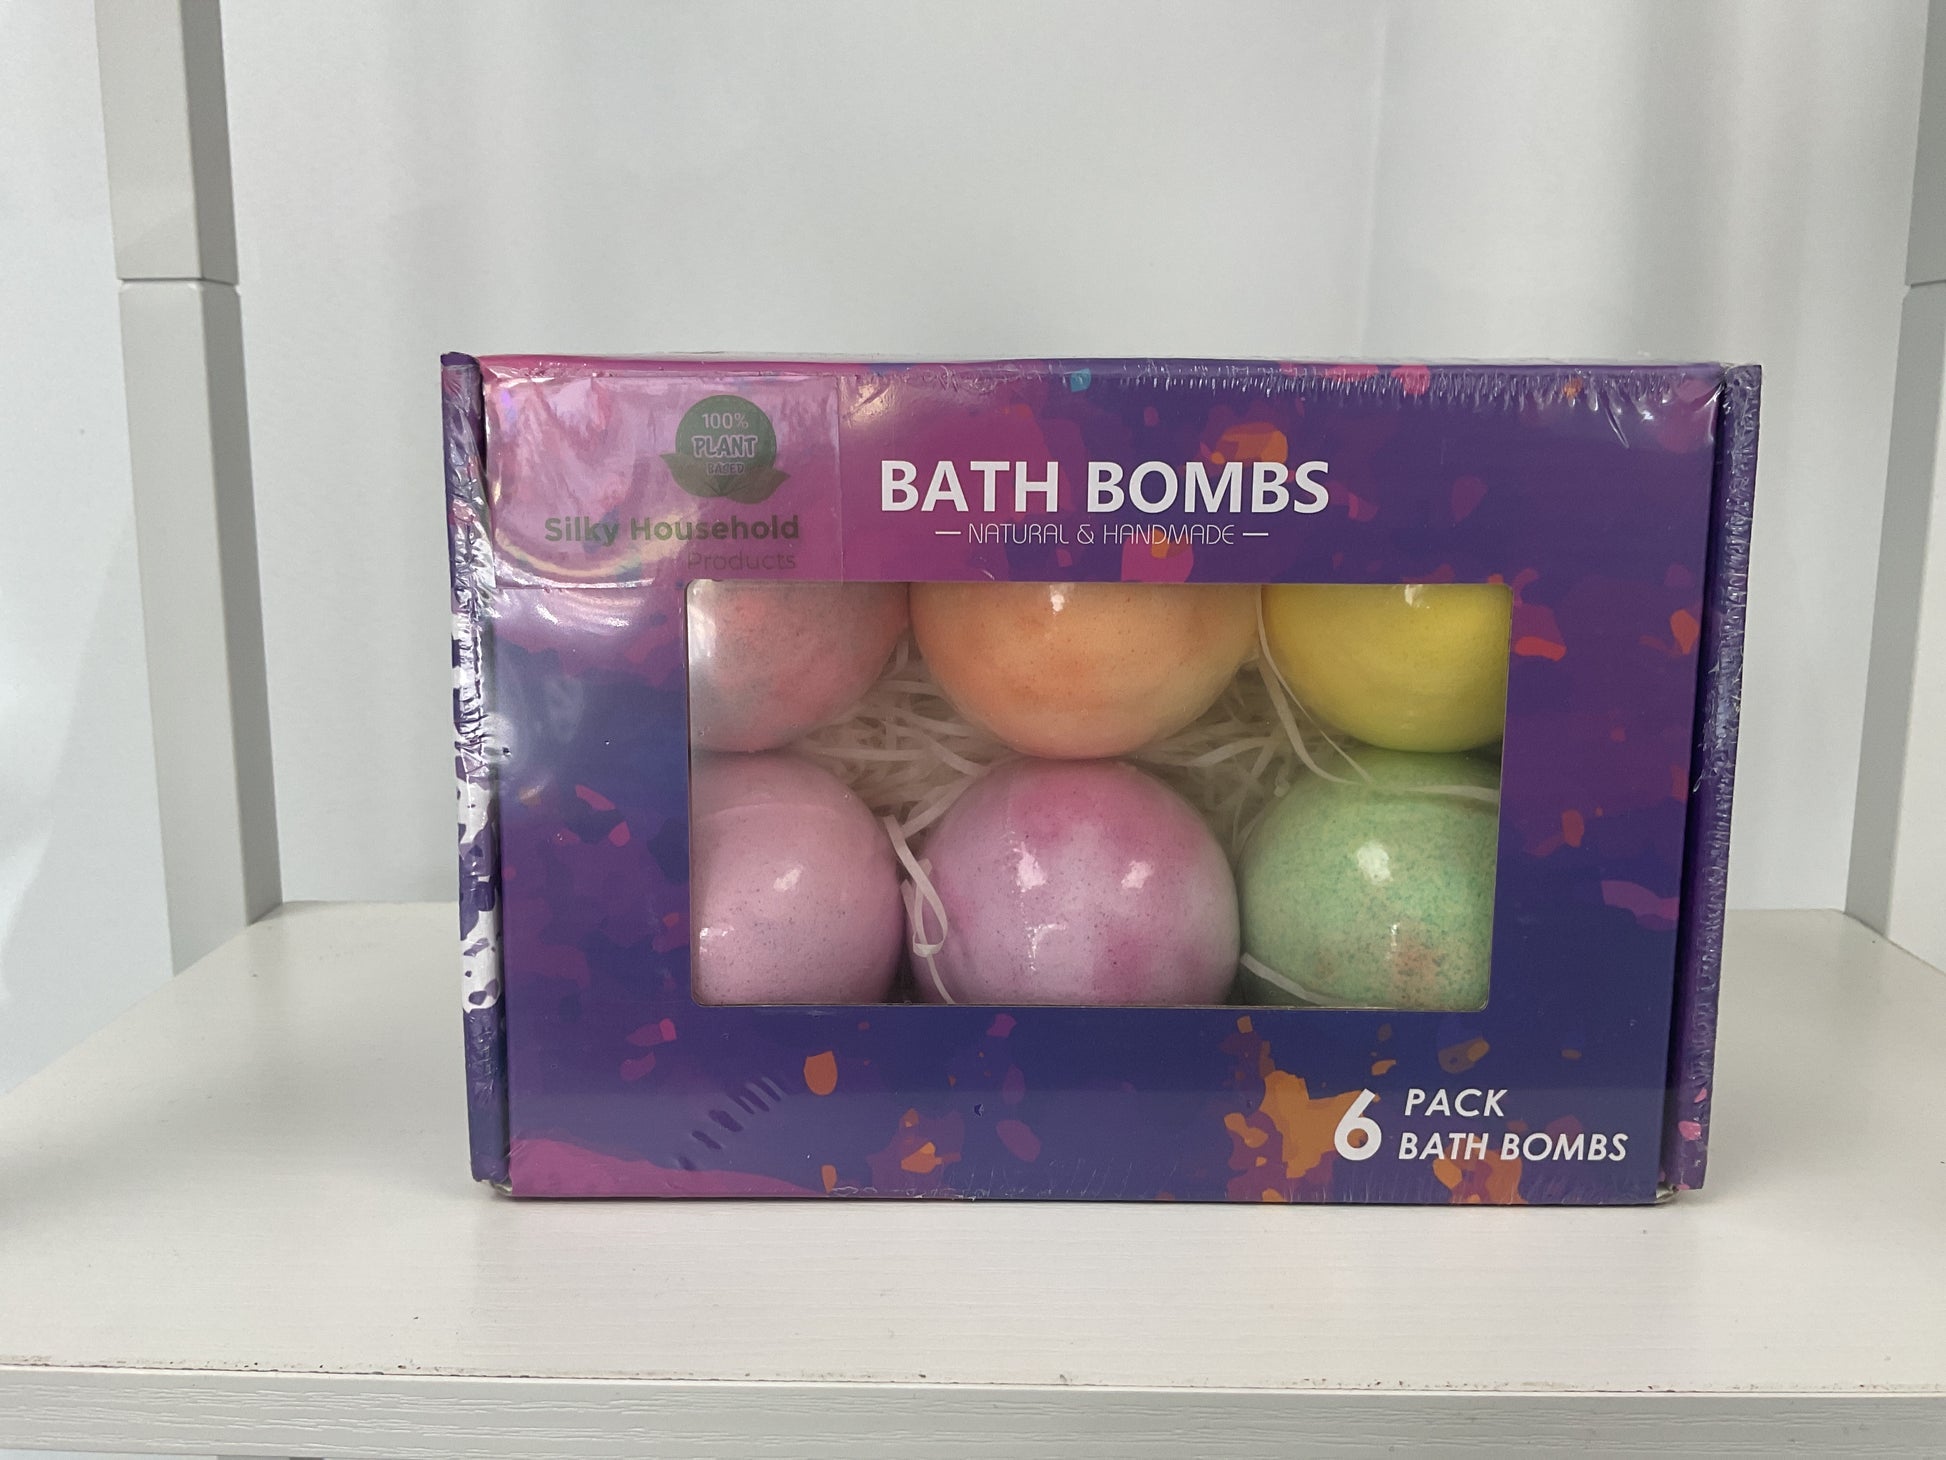 100%
PLANT
BASED
Silky Household
Products
BATH BOMBS
— NATURAL & HANDMADE —
6 PACK
BATH BOMBS